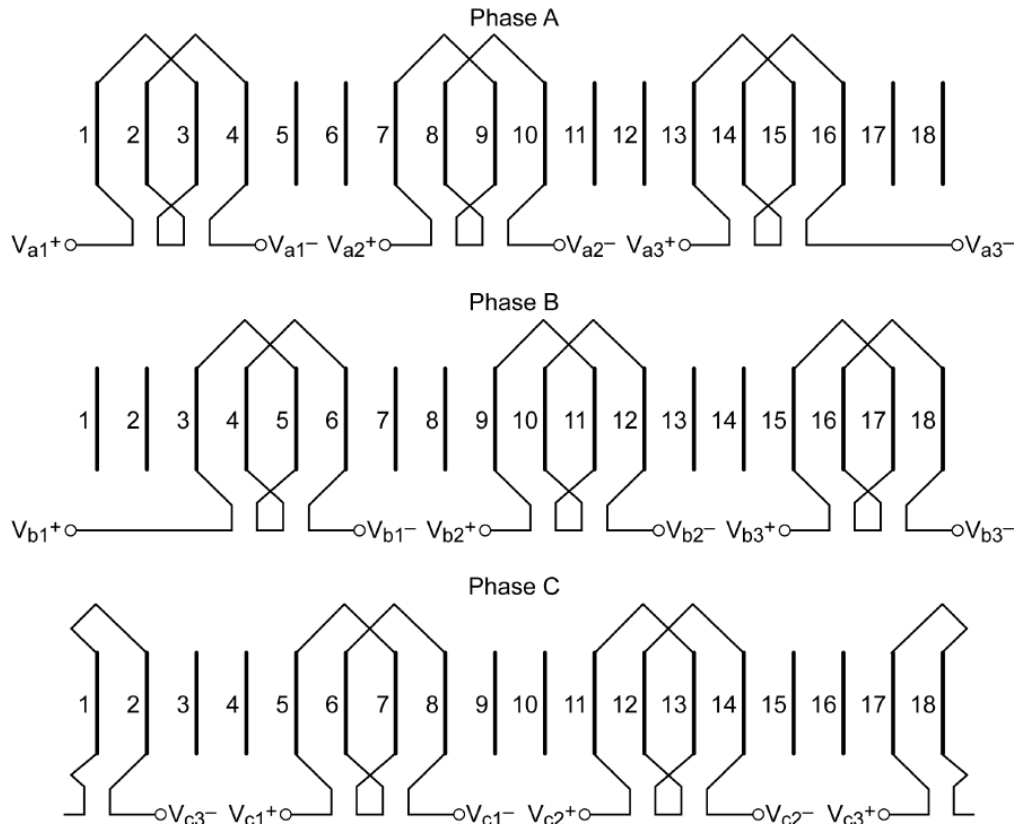 Phase A
1 2 3 4 5 6 7 8 9 10 11 12 13 14 15 16 17 18
Va1+ Va1− Va2+ Va2− Va3+ Va3−
Phase B
1 2 3 4 5 6 7 8 9 10 11 12 13 14 15 16 17 18
Vb1+ Vb1− Vb2+ Vb2− Vb3+ Vb3−
Phase C
1 2 3 4 5 6 7 8 9 10 11 12 13 14 15 16 17 18
Vc3− Vc1+ Vc1− Vc2+ Vc2− Vc3+